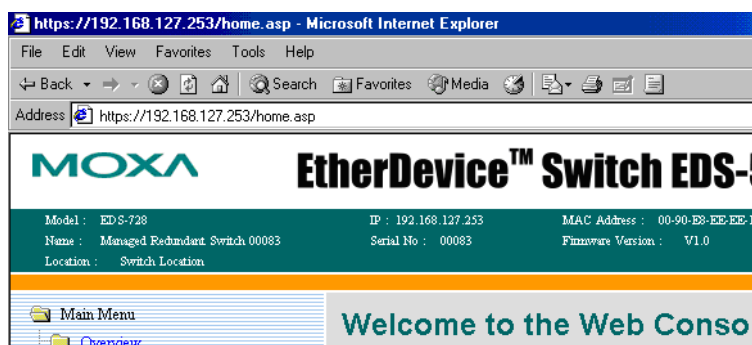 https://192.168.127.253/home.asp - Microsoft Internet Explorer
File Edit View Favorites Tools Help
Back Search Favorites Media
Address https://192.168.127.253/home.asp
MOXA EtherDevice™ Switch EDS-
Model : EDS-728 IP : 192.168.127.253 MAC Address : 00-90-E8-EE-EE-
Name : Managed Redundant Switch 00083 Serial No : 00083 Firmware Version : V1.0
Location : Switch Location
Main Menu
Welcome to the Web Conso
Overview